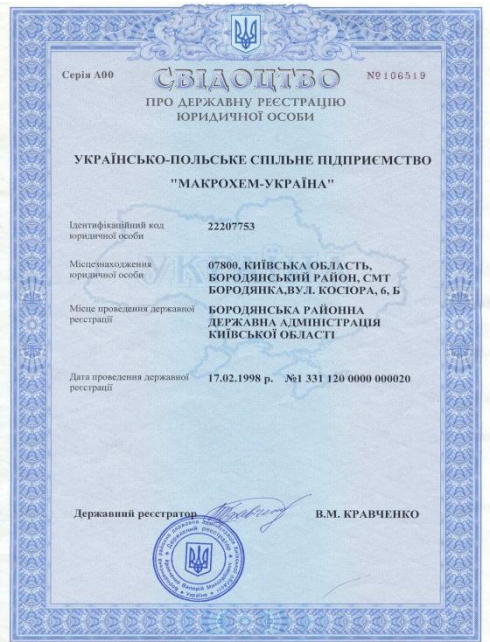 Серія А00
СВІДОЦТВО
№ 106519
ПРО ДЕРЖАВНУ РЕЄСТРАЦІЮ
ЮРИДИЧНОЇ ОСОБИ
УКРАЇНСЬКО-ПОЛЬСЬКЕ СПІЛЬНЕ ПІДПРИЄМСТВО
"МАКРОХЕМ-УКРАЇНА"
Ідентифікаційний код
юридичної особи
22207753
Місцезнаходження
юридичної особи
07800, КИЇВСЬКА ОБЛАСТЬ,
БОРОДЯНСЬКИЙ РАЙОН, СМТ
БОРОДЯНКА,ВУЛ. КОСІОРА, 6, Б
Місце проведення державної
реєстрації
БОРОДЯНСЬКА РАЙОННА
ДЕРЖАВНА АДМІНІСТРАЦІЯ
КИЇВСЬКОЇ ОБЛАСТІ
Дата проведення державної
реєстрації
17.02.1998 р. №1 331 120 0000 000020
Державний реєстратор
В.М. КРАВЧЕНКО